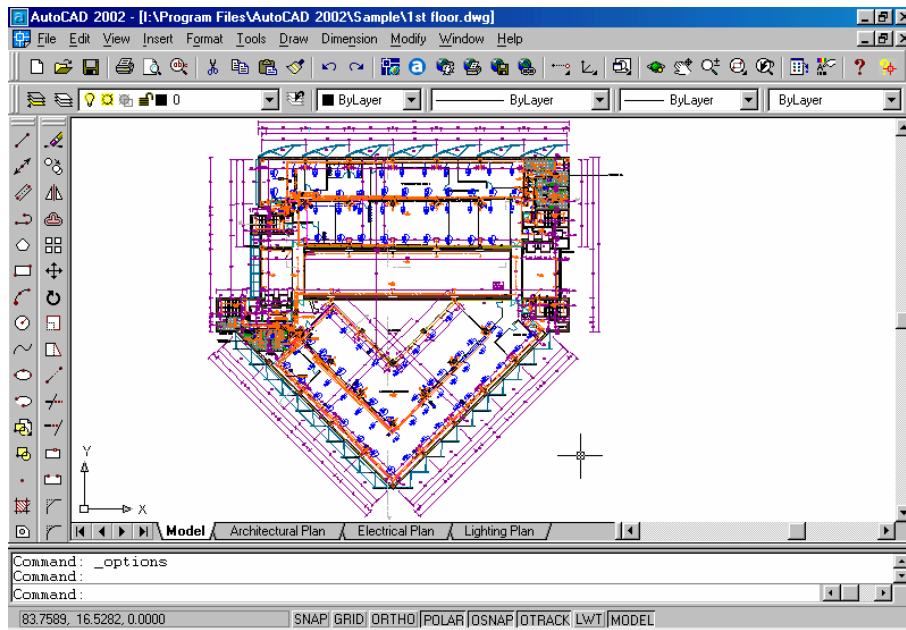 AutoCAD 2002 - [I:\Program Files\AutoCAD 2002\Sample\1st floor.dwg]
File Edit View Insert Format Tools Draw Dimension Modify Window Help
0 ByLayer ByLayer ByLayer ByLayer
Y
X
Model Architectural Plan Electrical Plan Lighting Plan
Command: _options
Command:
Command:
83.7589, 16.5282, 0.0000 SNAP GRID ORTHO POLAR OSNAP OTRACK LWT MODEL